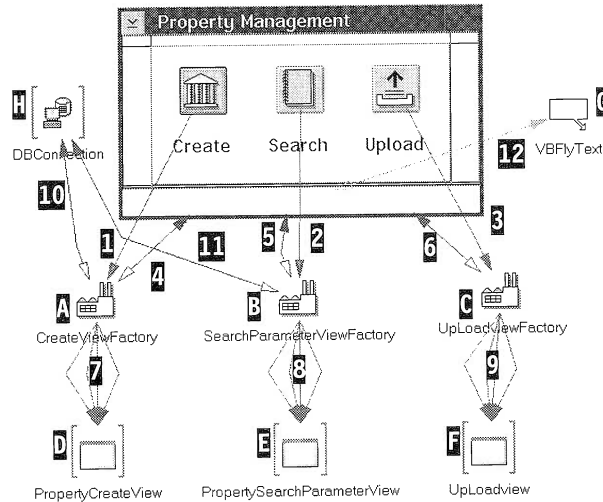 Property Management
H
DBConnection
Create
Search
Upload
VBFlyText
12
10
1
4
11
5
2
6
3
A
CreateViewFactory
B
SearchParameterViewFactory
C
UpLoadViewFactory
7
8
9
D
PropertyCreateView
E
PropertySearchParameterView
F
UpLoadview